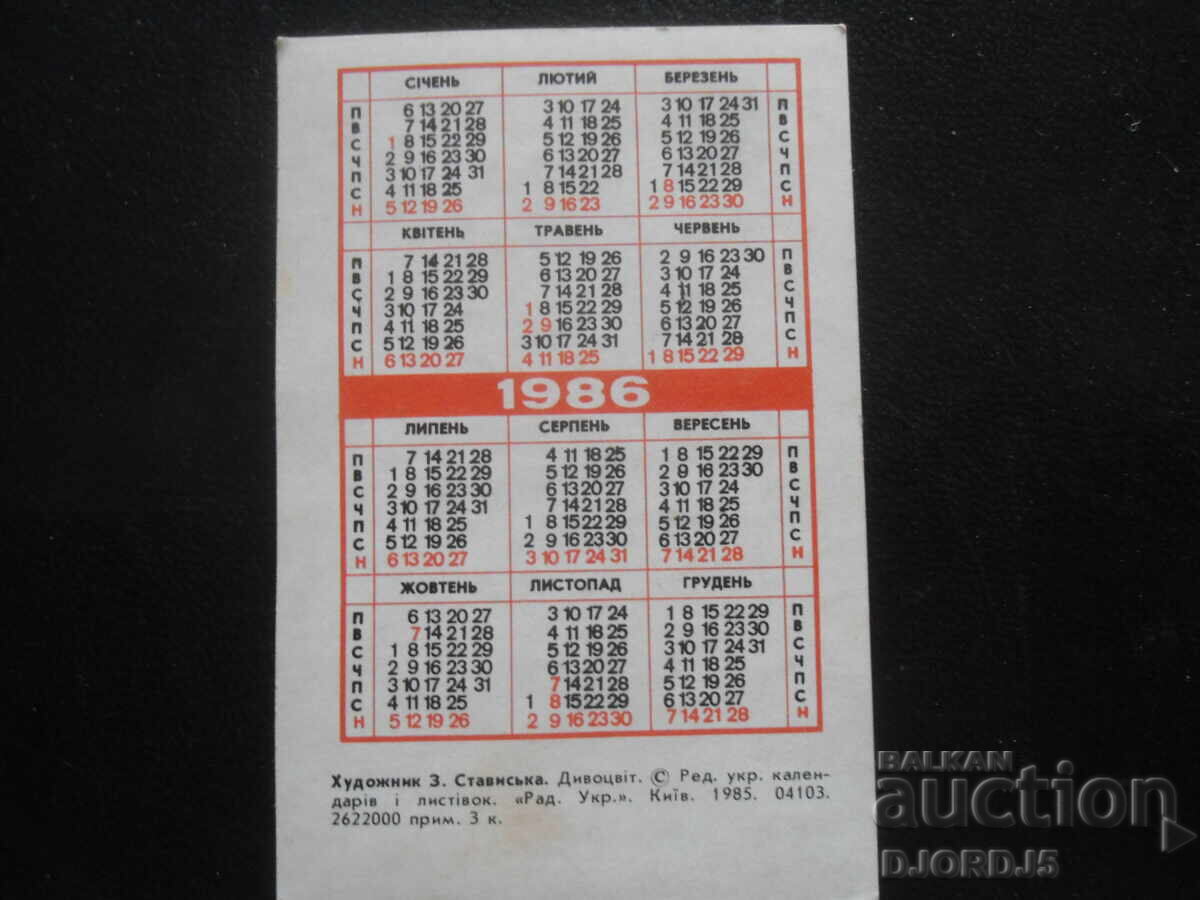 СІЧЕНЬ ЛЮТИЙ БЕРЕЗЕНЬ
П 6 13 20 27 3 10 17 24 3 10 17 24 31 П
В 7 14 21 28 4 11 18 25 4 11 18 25 В
С 1 8 15 22 29 5 12 19 26 5 12 19 26 С
Ч 2 9 16 23 30 6 13 20 27 6 13 20 27 Ч
П 3 10 17 24 31 7 14 21 28 7 14 21 28 П
С 4 11 18 25 1 8 15 22 1 8 15 22 29 С
Н 5 12 19 26 2 9 16 23 2 9 16 23 30 Н
КВІТЕНЬ ТРАВЕНЬ ЧЕРВЕНЬ
П 7 14 21 28 5 12 19 26 2 9 16 23 30 П
В 1 8 15 22 29 6 13 20 27 3 10 17 24 В
С 2 9 16 23 30 7 14 21 28 4 11 18 25 С
Ч 3 10 17 24 1 8 15 22 29 5 12 19 26 Ч
П 4 11 18 25 2 9 16 23 30 6 13 20 27 П
С 5 12 19 26 3 10 17 24 31 7 14 21 28 С
Н 6 13 20 27 4 11 18 25 1 8 15 22 29 Н
1986
ЛИПЕНЬ СЕРПЕНЬ ВЕРЕСЕНЬ
П 7 14 21 28 4 11 18 25 1 8 15 22 29 П
В 1 8 15 22 29 5 12 19 26 2 9 16 23 30 В
С 2 9 16 23 30 6 13 20 27 3 10 17 24 С
Ч 3 10 17 24 31 7 14 21 28 4 11 18 25 Ч
П 4 11 18 25 1 8 15 22 29 5 12 19 26 П
С 5 12 19 26 2 9 16 23 30 6 13 20 27 С
Н 6 13 20 27 3 10 17 24 31 7 14 21 28 Н
ЖОВТЕНЬ ЛИСТОПАД ГРУДЕНЬ
П 6 13 20 27 3 10 17 24 1 8 15 22 29 П
В 7 14 21 28 4 11 18 25 2 9 16 23 30 В
С 1 8 15 22 29 5 12 19 26 3 10 17 24 31 С
Ч 2 9 16 23 30 6 13 20 27 4 11 18 25 Ч
П 3 10 17 24 31 7 14 21 28 5 12 19 26 П
С 4 11 18 25 1 8 15 22 29 6 13 20 27 С
Н 5 12 19 26 2 9 16 23 30 7 14 21 28 Н
Художник З. Стависька. Дивоцвіт. © Ред. укр. кален-
дарів і листівок. «Рад. Укр.». Київ. 1985. 04103.
2622000 прим. 3 к.
BALKAN
auction
DJORDJ5